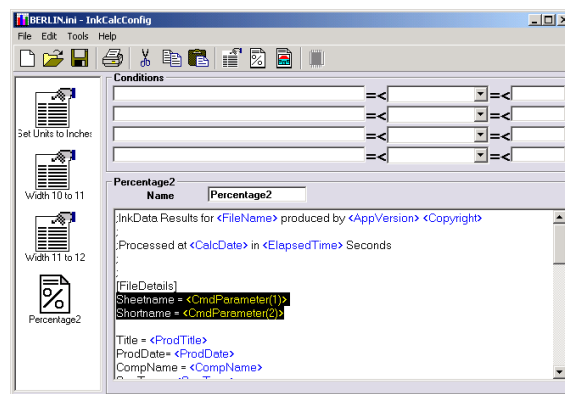 BERLIN.ini - InkCalcConfig
File Edit Tools Help
Conditions
=< =<
=< =<
=< =<
=< =<
Set Units to Inches
Width 10 to 11
Width 11 to 12
Percentage2
Percentage2
Name Percentage2
;InkData Results for <FileName> produced by <AppVersion> <Copyright>
;
;Processed at <CalcDate> in <ElapsedTime> Seconds
;
;
[FileDetails]
Sheetname = <CmdParameter(1)>
Shortname = <CmdParameter(2)>
Title = <ProdTitle>
ProdDate= <ProdDate>
CompName = <CompName>